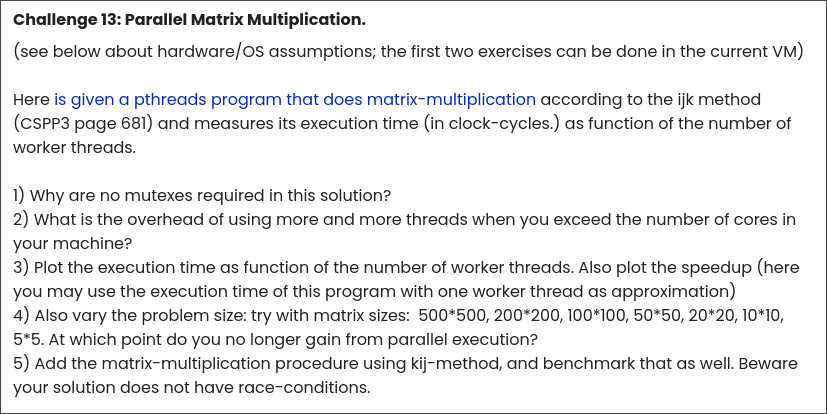 Challenge 13: Parallel Matrix Multiplication.
(see below about hardware/OS assumptions; the first two exercises can be done in the current VM)
Here is given a pthreads program that does matrix-multiplication according to the ijk method
(CSPP3 page 681) and measures its execution time (in clock-cycles.) as function of the number of
worker threads.
1) Why are no mutexes required in this solution?
2) What is the overhead of using more and more threads when you exceed the number of cores in
your machine?
3) Plot the execution time as function of the number of worker threads. Also plot the speedup (here
you may use the execution time of this program with one worker thread as approximation)
4) Also vary the problem size: try with matrix sizes:  500*500, 200*200, 100*100, 50*50, 20*20, 10*10,
5*5. At which point do you no longer gain from parallel execution?
5) Add the matrix-multiplication procedure using kij-method, and benchmark that as well. Beware
your solution does not have race-conditions.